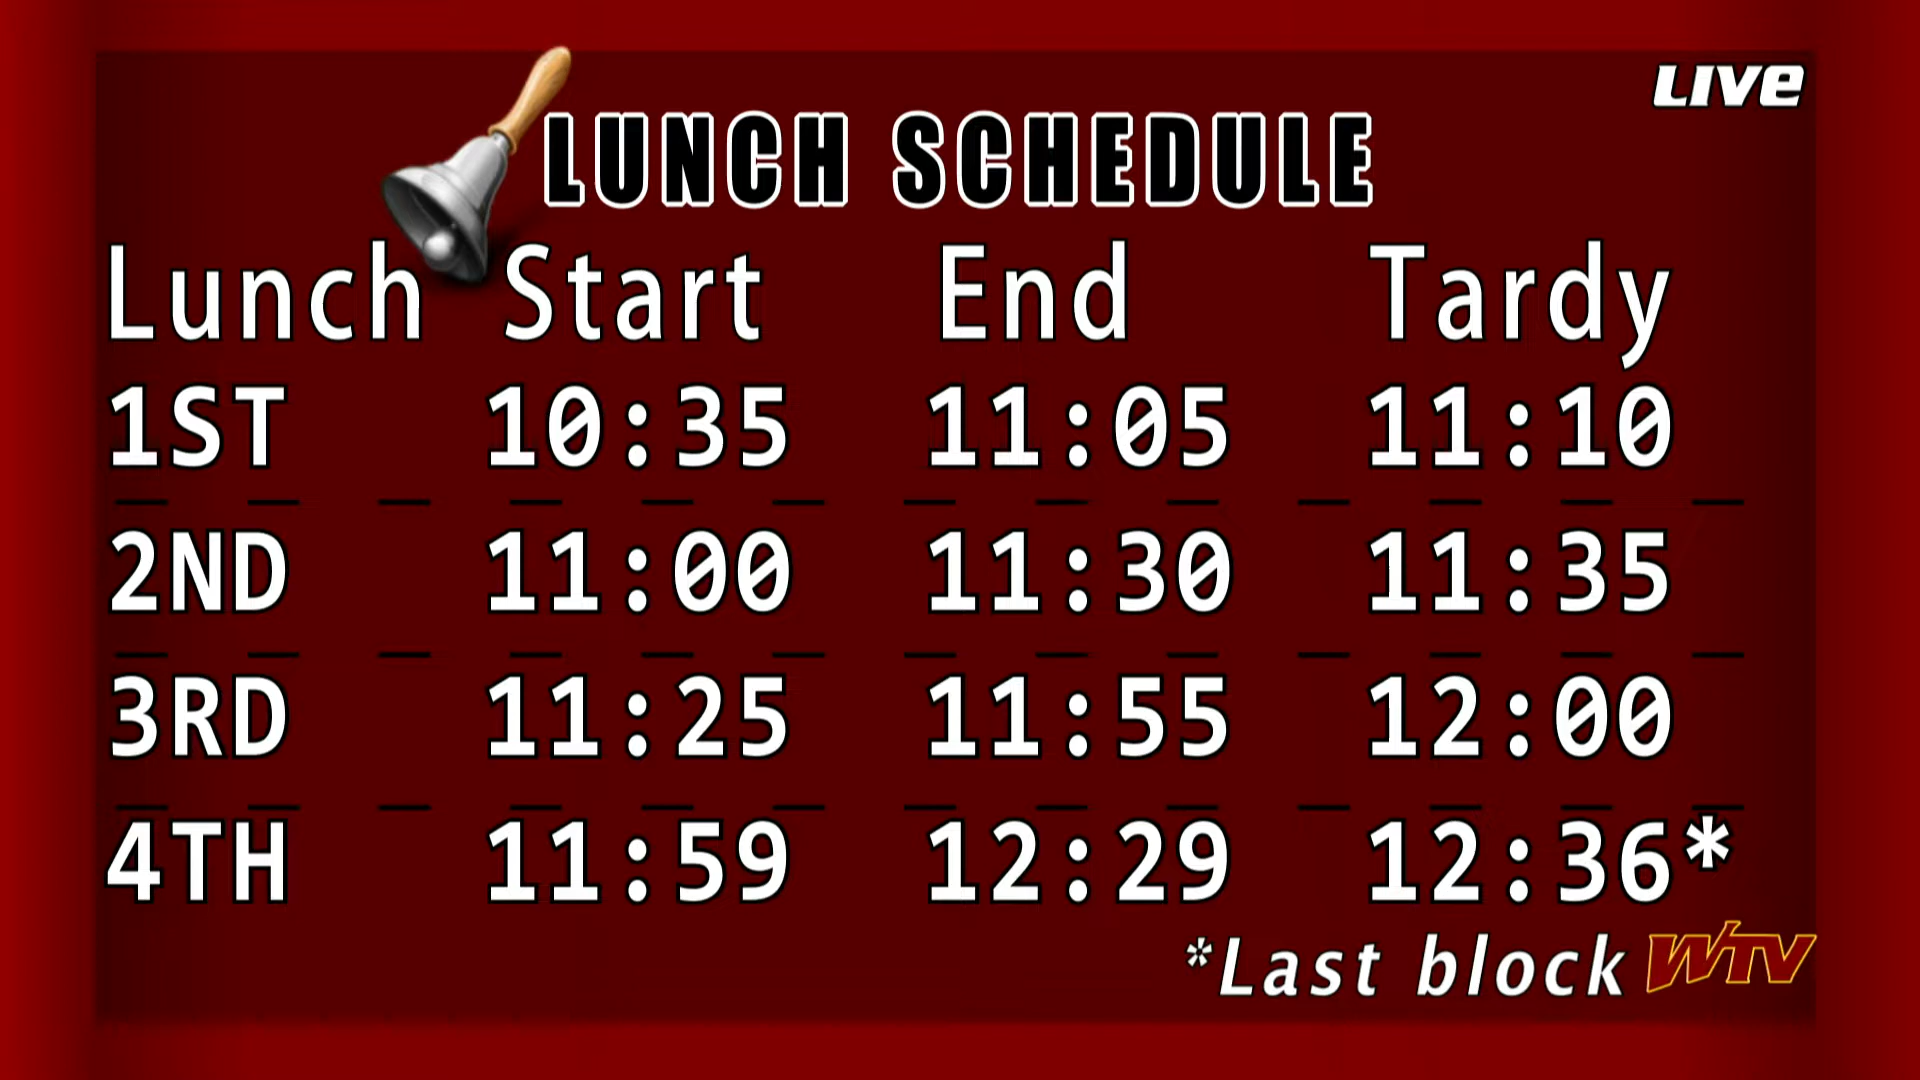 LIVE
LUNCH SCHEDULE
Lunch Start End Tardy
1ST 10:35 11:05 11:10
2ND 11:00 11:30 11:35
3RD 11:25 11:55 12:00
4TH 11:59 12:29 12:36*
*Last block WTV